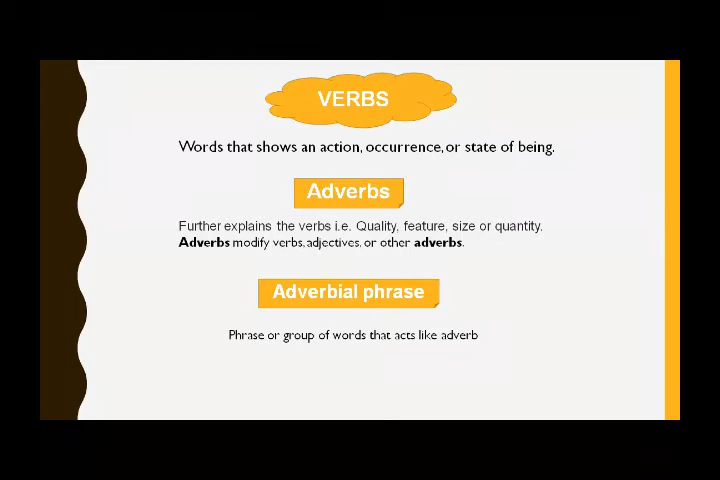 VERBS
Words that shows an action, occurrence, or state of being.
Adverbs
Further explains the verbs i.e. Quality, feature, size or quantity.
Adverbs modify verbs, adjectives, or other adverbs.
Adverbial phrase
Phrase or group of words that acts like adverb